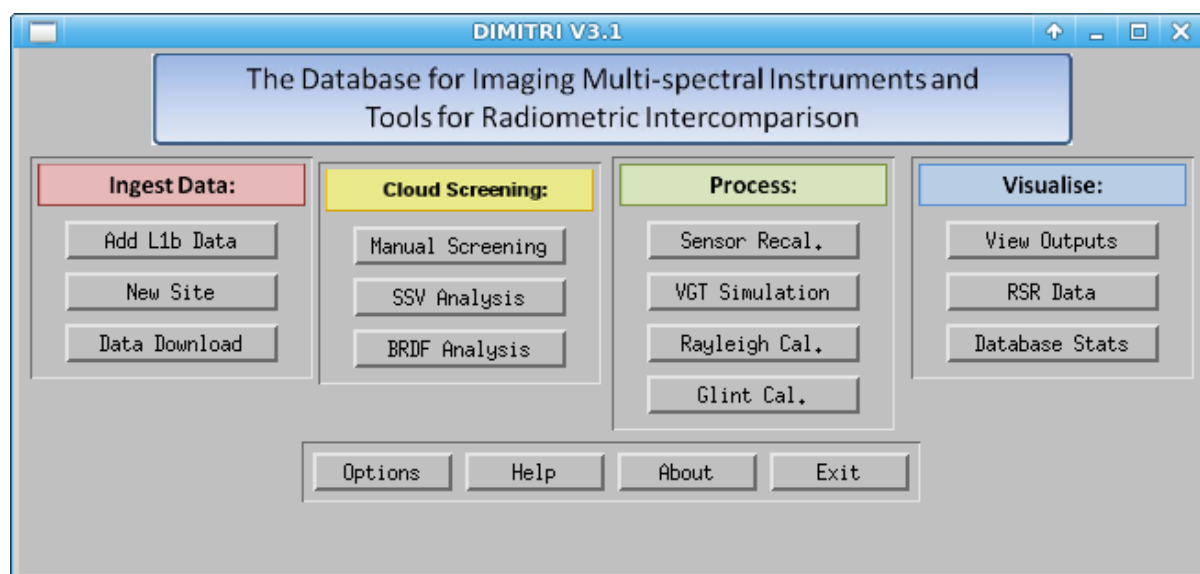 DIMITRI V3.1
The Database for Imaging Multi-spectral Instruments and
Tools for Radiometric Intercomparison
Ingest Data:
Add L1b Data
New Site
Data Download
Cloud Screening:
Manual Screening
SSV Analysis
BRDF Analysis
Process:
Sensor Recal.
VGT Simulation
Rayleigh Cal.
Glint Cal.
Visualise:
View Outputs
RSR Data
Database Stats
Options
Help
About
Exit